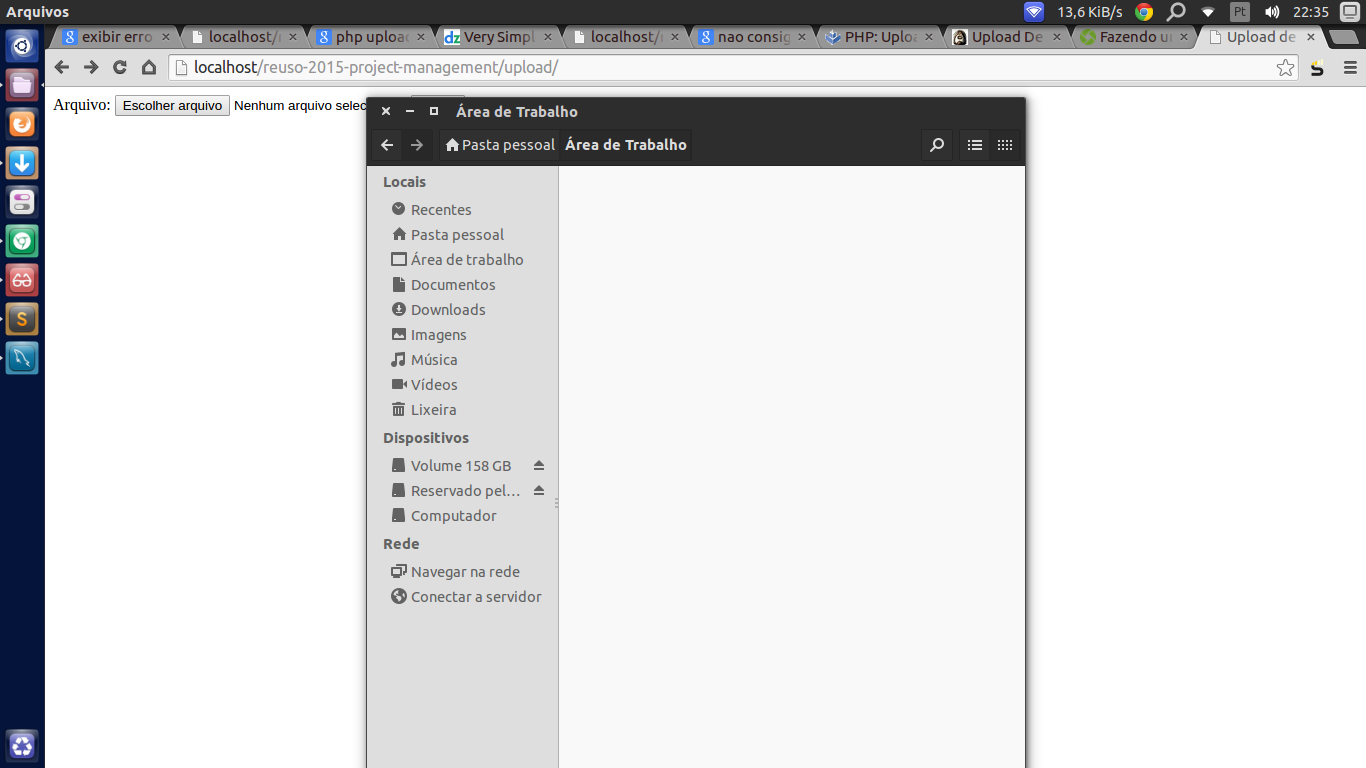 Arquivos 13,6 KiB/s Pt 22:35
exibir erro localhost/ php upload Very Simpl localhost/ nao consig PHP: Uploa Upload De Fazendo u Upload de
localhost/reuso-2015-project-management/upload/
Arquivo: Escolher arquivo Nenhum arquivo selec
Área de Trabalho
Pasta pessoal Área de Trabalho
Locais
Recentes
Pasta pessoal
Área de trabalho
Documentos
Downloads
Imagens
Música
Vídeos
Lixeira
Dispositivos
Volume 158 GB
Reservado pel...
Computador
Rede
Navegar na rede
Conectar a servidor